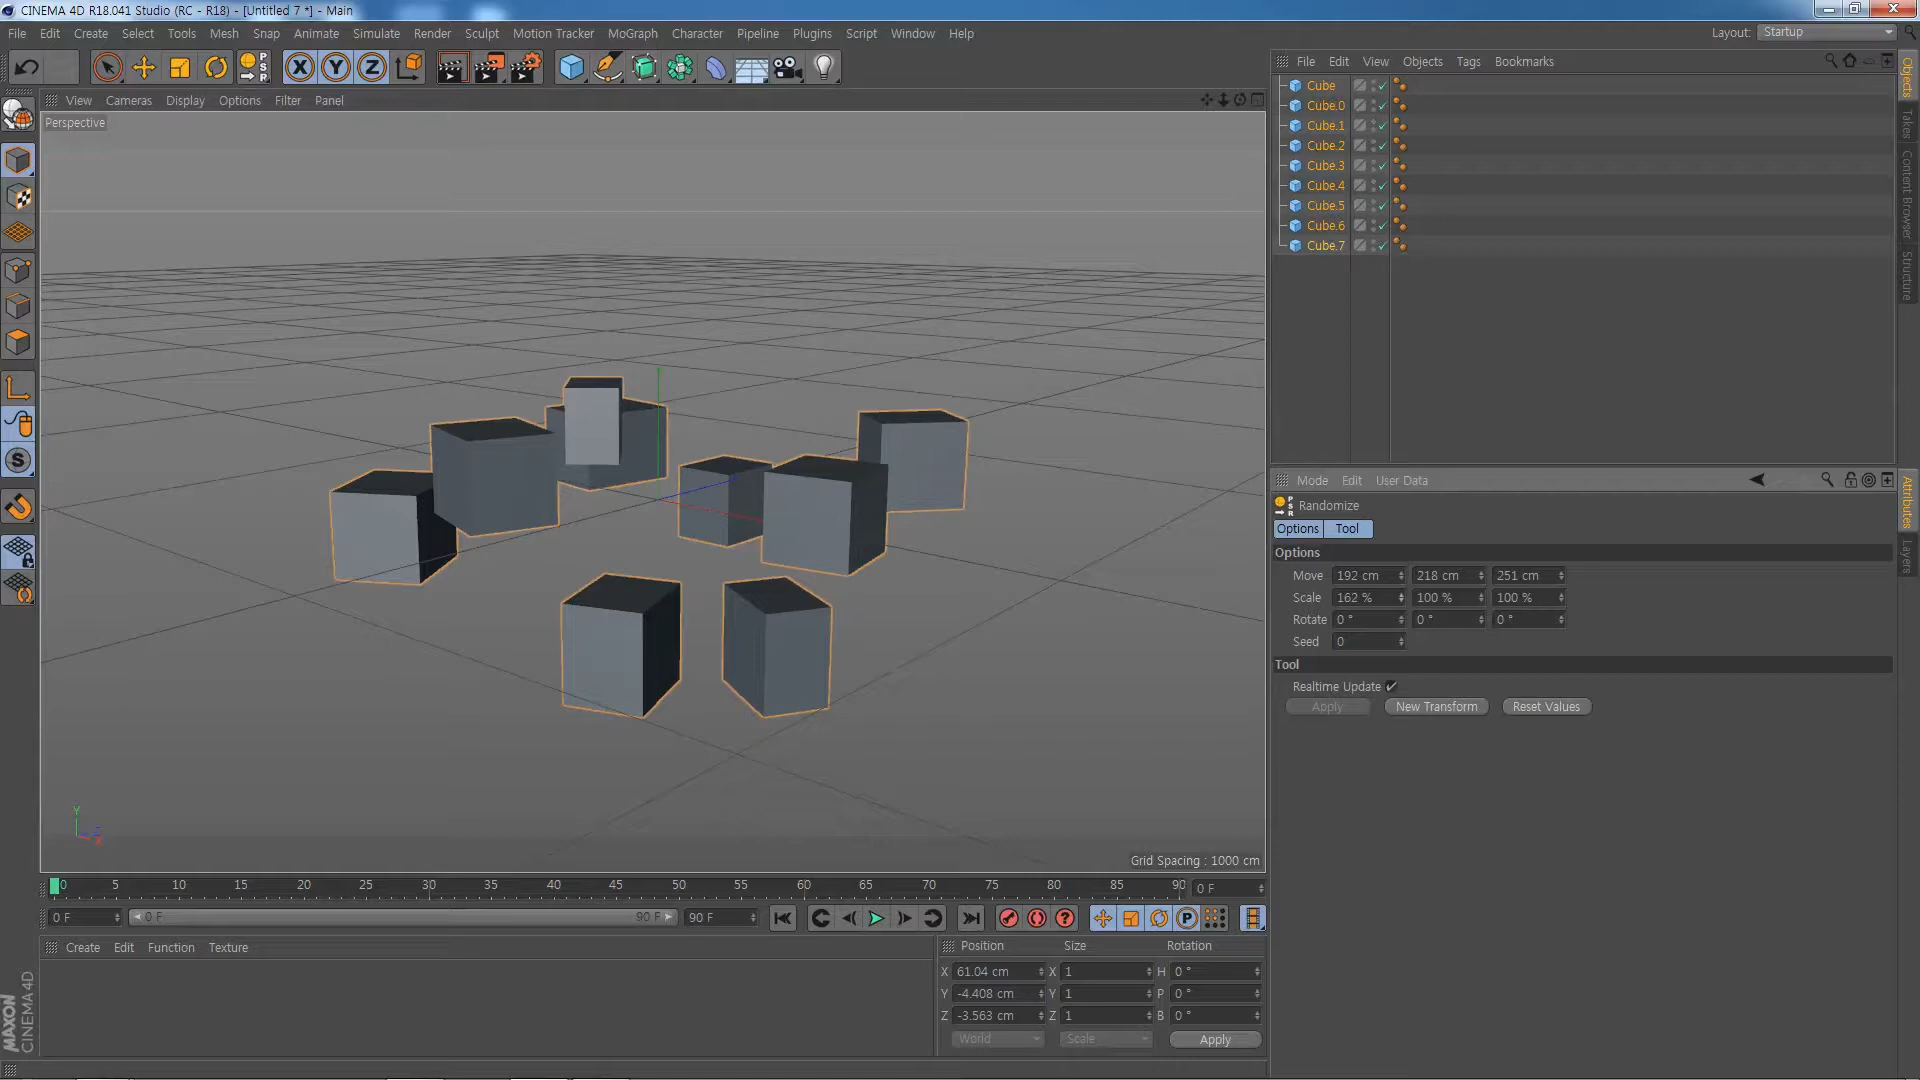 CINEMA 4D R18.041 Studio (RC - R18) - [Untitled 7 *] - Main
File Edit Create Select Tools Mesh Snap Animate Simulate Render Sculpt Motion Tracker MoGraph Character Pipeline Plugins Script Window Help
Layout: Startup
X Y Z P S R
View Cameras Display Options Filter Panel
Perspective
Grid Spacing : 1000 cm
Y Z X
S
0 5 10 15 20 25 30 35 40 45 50 55 60 65 70 75 80 85 90 0 F
0 F 0 F 90 F 90 F
? P
Create Edit Function Texture
MAXON
CINEMA 4D
Position Size Rotation
X 61.04 cm X 1 H 0 °
Y -4.408 cm Y 1 P 0 °
Z -3.563 cm Z 1 B 0 °
World Scale Apply
File Edit View Objects Tags Bookmarks
Cube
Cube.0
Cube.1
Cube.2
Cube.3
Cube.4
Cube.5
Cube.6
Cube.7
Objects
Takes
Content Browser
Structure
Mode Edit User Data
P S R Randomize
Options Tool
Options
Move 192 cm 218 cm 251 cm
Scale 162 % 100 % 100 %
Rotate 0 ° 0 ° 0 °
Seed 0
Tool
Realtime Update
Apply New Transform Reset Values
Attributes
Layers